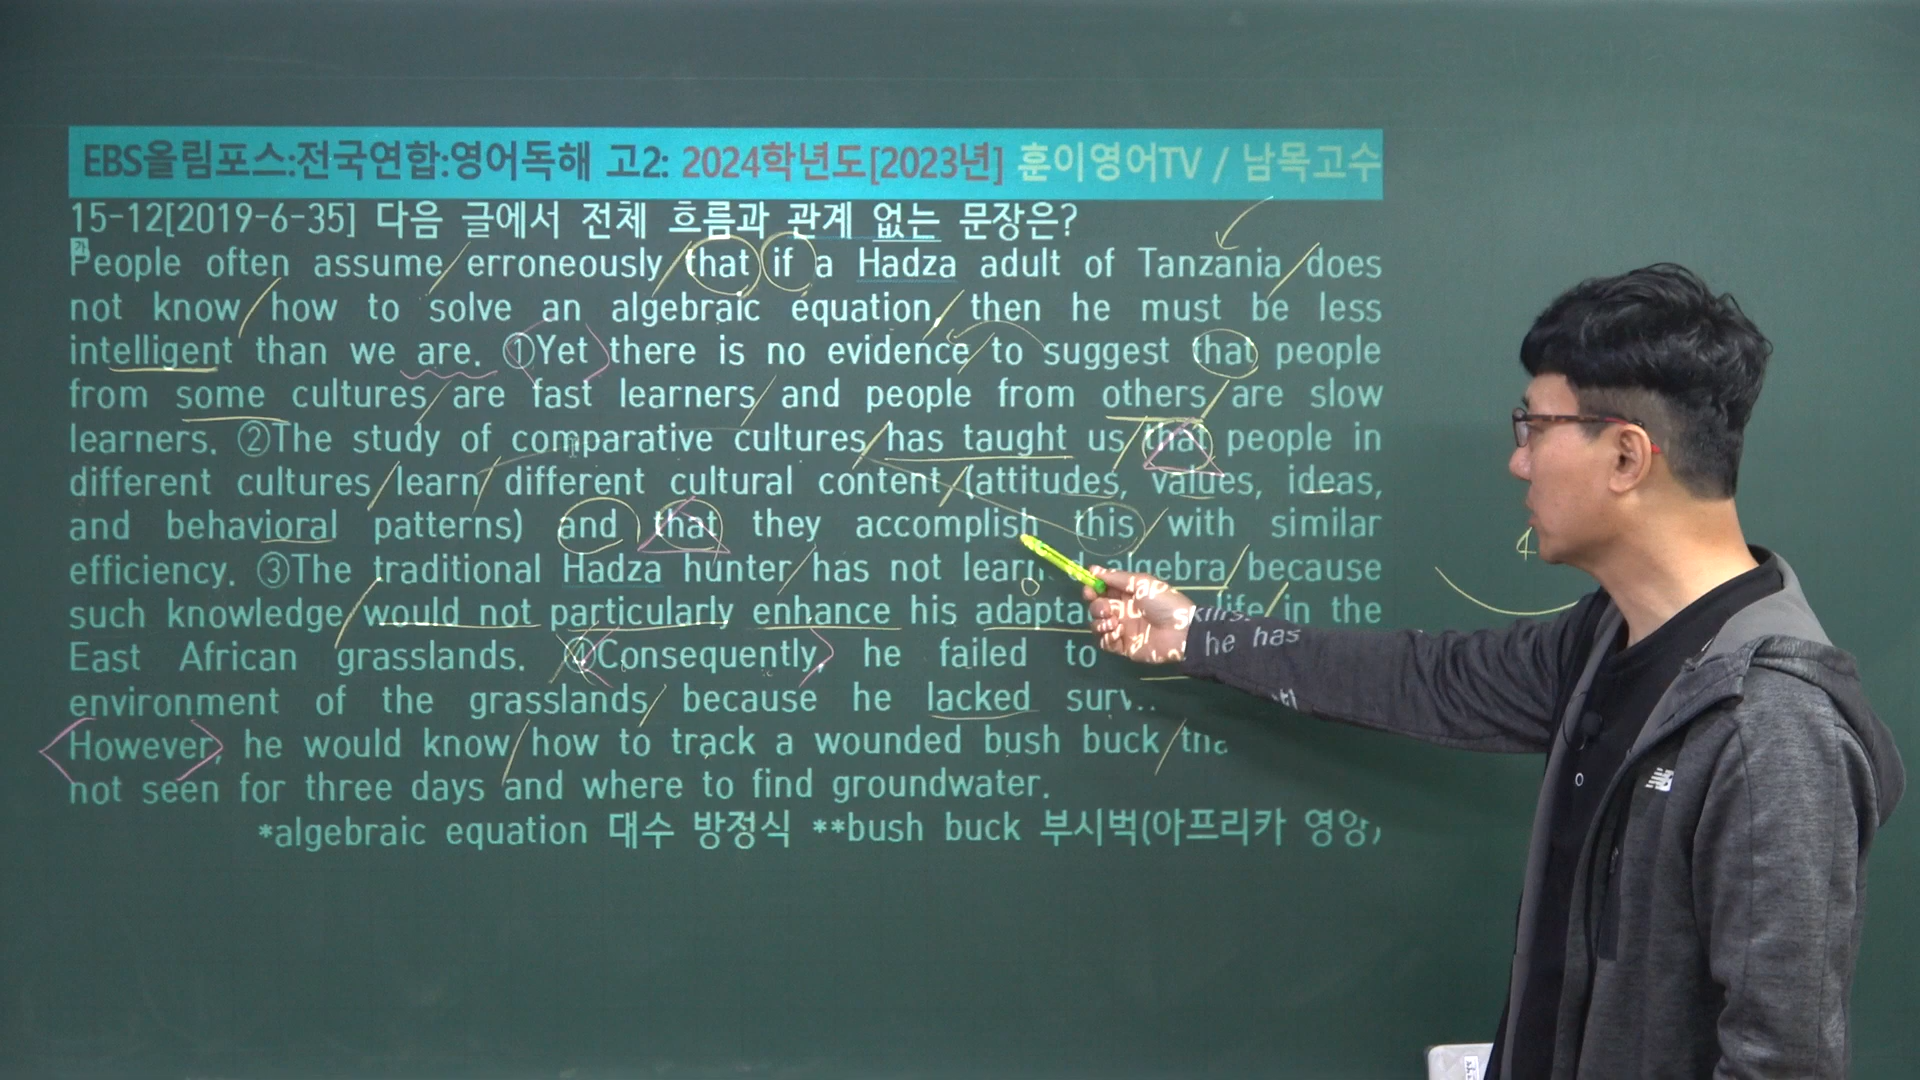 EBS올림포스:전국연합:영어독해 고2: 2024학년도[2023년] 훈이영어TV / 남목고수
15-12[2019-6-35] 다음 글에서 전체 흐름과 관계 없는 문장은?
People often assume erroneously that if a Hadza adult of Tanzania does
not know how to solve an algebraic equation, then he must be less
intelligent than we are. ①Yet there is no evidence to suggest that people
from some cultures are fast learners and people from others are slow
learners. ②The study of comparative cultures has taught us that people in
different cultures learn different cultural content (attitudes, values, ideas,
and behavioral patterns) and that they accomplish this with similar
efficiency. ③The traditional Hadza hunter has not learn algebra because
such knowledge would not particularly enhance his life in the
East African grasslands. ④Consequently, he failed to
environment of the grasslands because he lacked
However, he would know how to track a wounded bush buck he has
not seen for three days and where to find groundwater.
*algebraic equation 대수 방정식 **bush buck 부시벅(아프리카 영양)